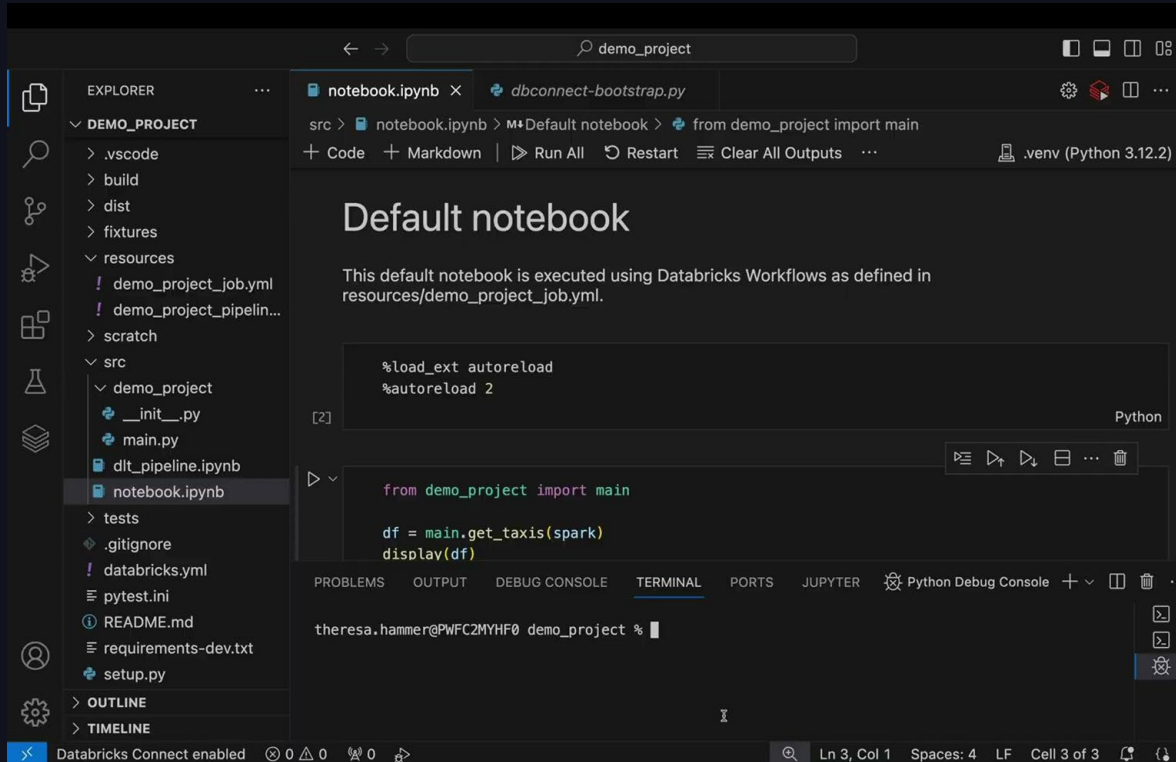 demo_project
EXPLORER
DEMO_PROJECT
.vscode
build
dist
fixtures
resources
demo_project_job.yml
demo_project_pipelin...
scratch
src
demo_project
__init__.py
main.py
dlt_pipeline.ipynb
notebook.ipynb
tests
.gitignore
databricks.yml
pytest.ini
README.md
requirements-dev.txt
setup.py
OUTLINE
TIMELINE
notebook.ipynb
dbconnect-bootstrap.py
src > notebook.ipynb > M↓Default notebook > from demo_project import main
+ Code + Markdown | Run All Restart Clear All Outputs ··· .venv (Python 3.12.2)
Default notebook
This default notebook is executed using Databricks Workflows as defined in
resources/demo_project_job.yml.
%load_ext autoreload
%autoreload 2
[2] Python
from demo_project import main
df = main.get_taxis(spark)
display(df)
PROBLEMS OUTPUT DEBUG CONSOLE TERMINAL PORTS JUPYTER Python Debug Console
theresa.hammer@PWFC2MYHF0 demo_project %
Databricks Connect enabled 0 0 0 Ln 3, Col 1 Spaces: 4 LF Cell 3 of 3